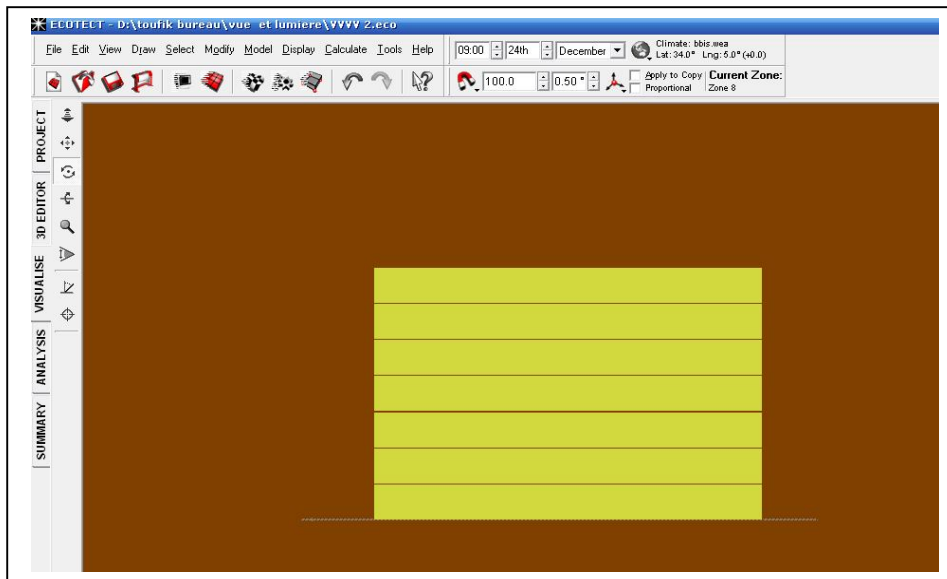 ECOTECT - D:\toufik bureau\vue et lumiere\VVVV 2.eco
File Edit View Draw Select Modify Model Display Calculate Tools Help
09:00 24th December Climate: bbis.wea
Lat: 34.0° Lng: 5.0° (+0.0)
100.0 0.50° Apply to Copy Current Zone:
Proportional Zone 8
PROJECT
3D EDITOR
VISUALISE
ANALYSIS
SUMMARY